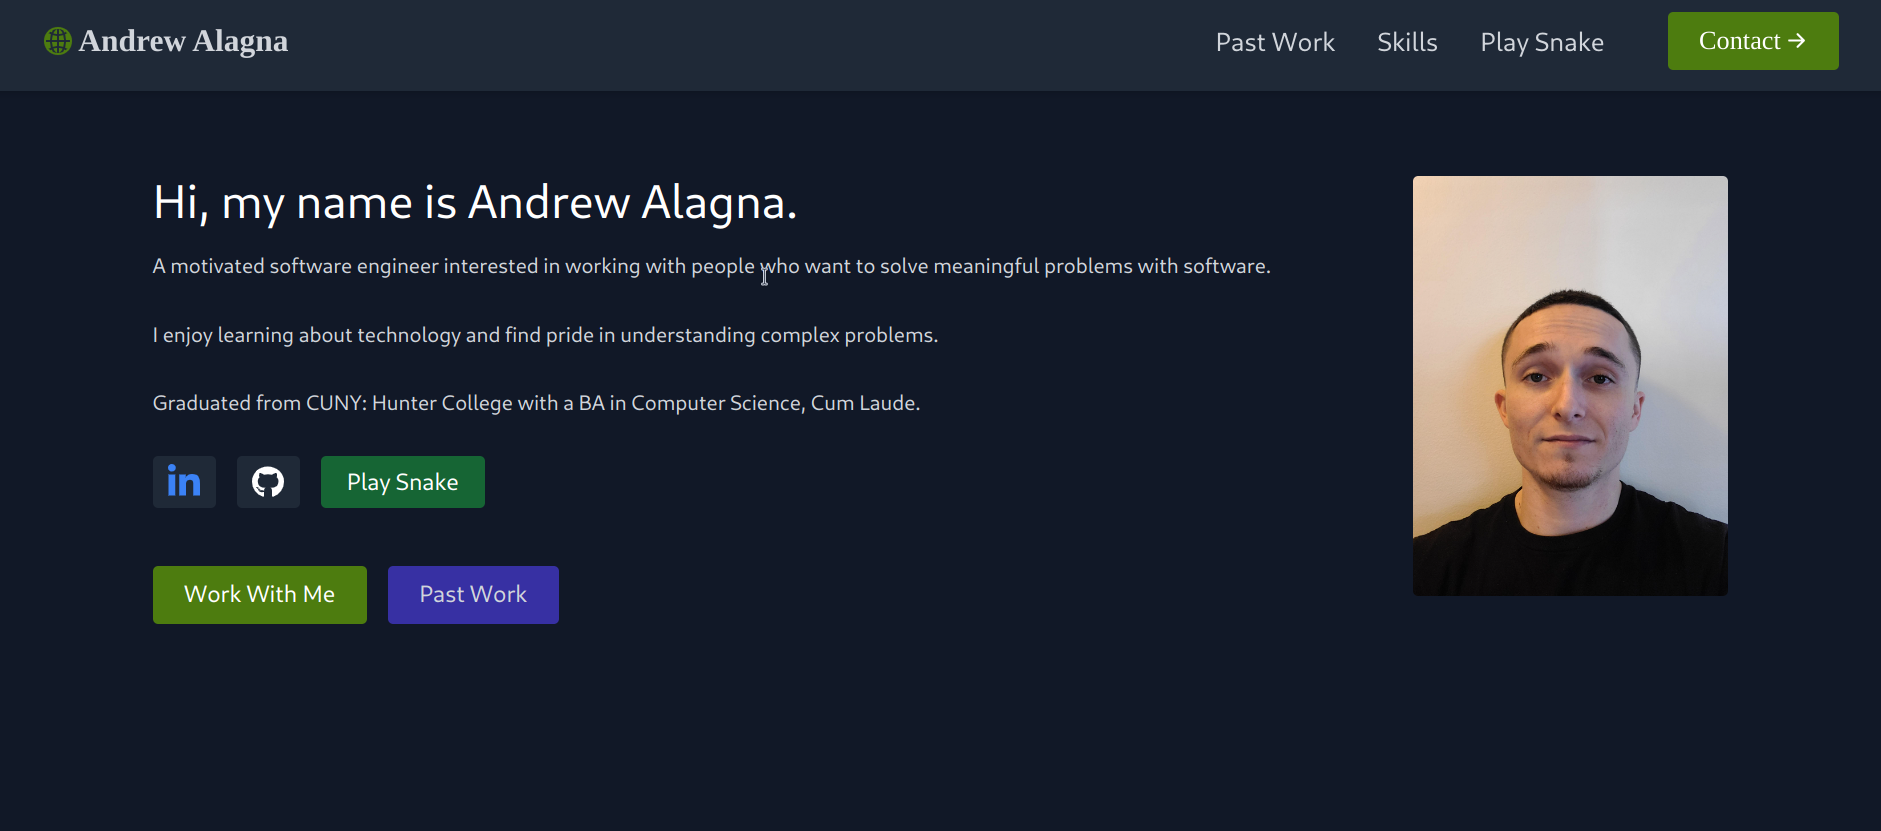 Andrew Alagna
Past Work
Skills
Play Snake
Contact →
Hi, my name is Andrew Alagna.
A motivated software engineer interested in working with people who want to solve meaningful problems with software.
I enjoy learning about technology and find pride in understanding complex problems.
Graduated from CUNY: Hunter College with a BA in Computer Science, Cum Laude.
in
Play Snake
Work With Me
Past Work